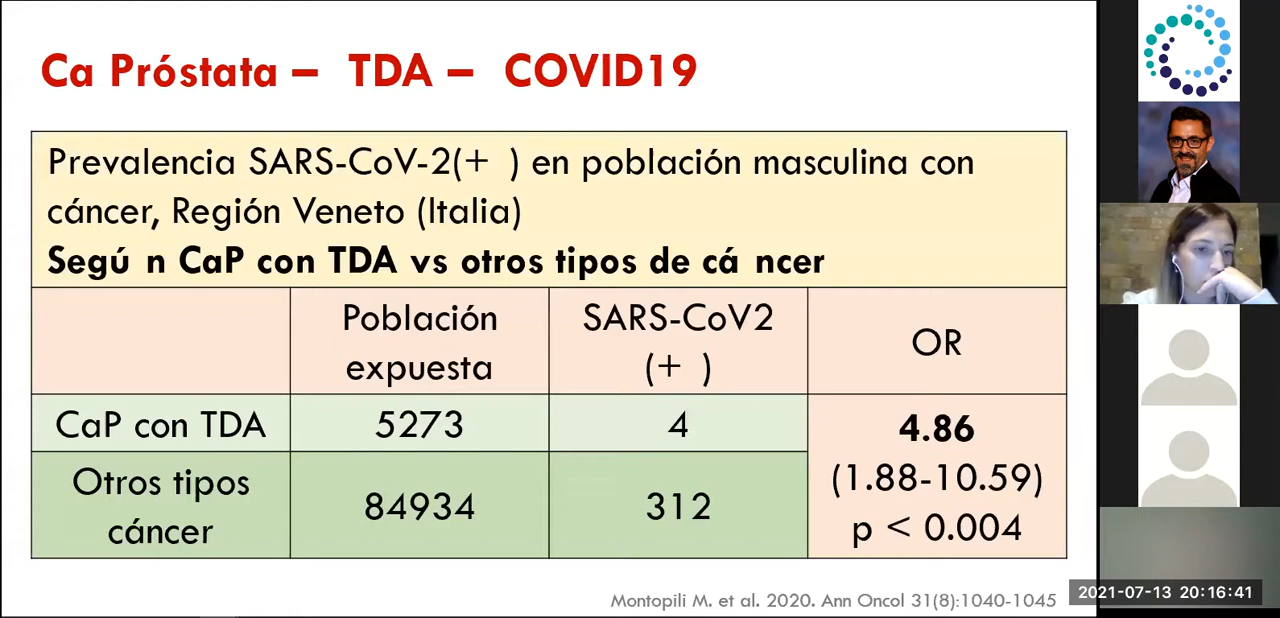 Ca Próstata – TDA – COVID19
Prevalencia SARS-CoV-2(+ ) en población masculina con
cáncer, Región Veneto (Italia)
Segú n CaP con TDA vs otros tipos de cá ncer
Población
expuesta
SARS-CoV2
(+ )
OR
CaP con TDA
5273
4
4.86
(1.88-10.59)
p < 0.004
Otros tipos
cáncer
84934
312
Montopili M. et al. 2020. Ann Oncol 31(8):1040-1045
2021-07-13 20:16:41